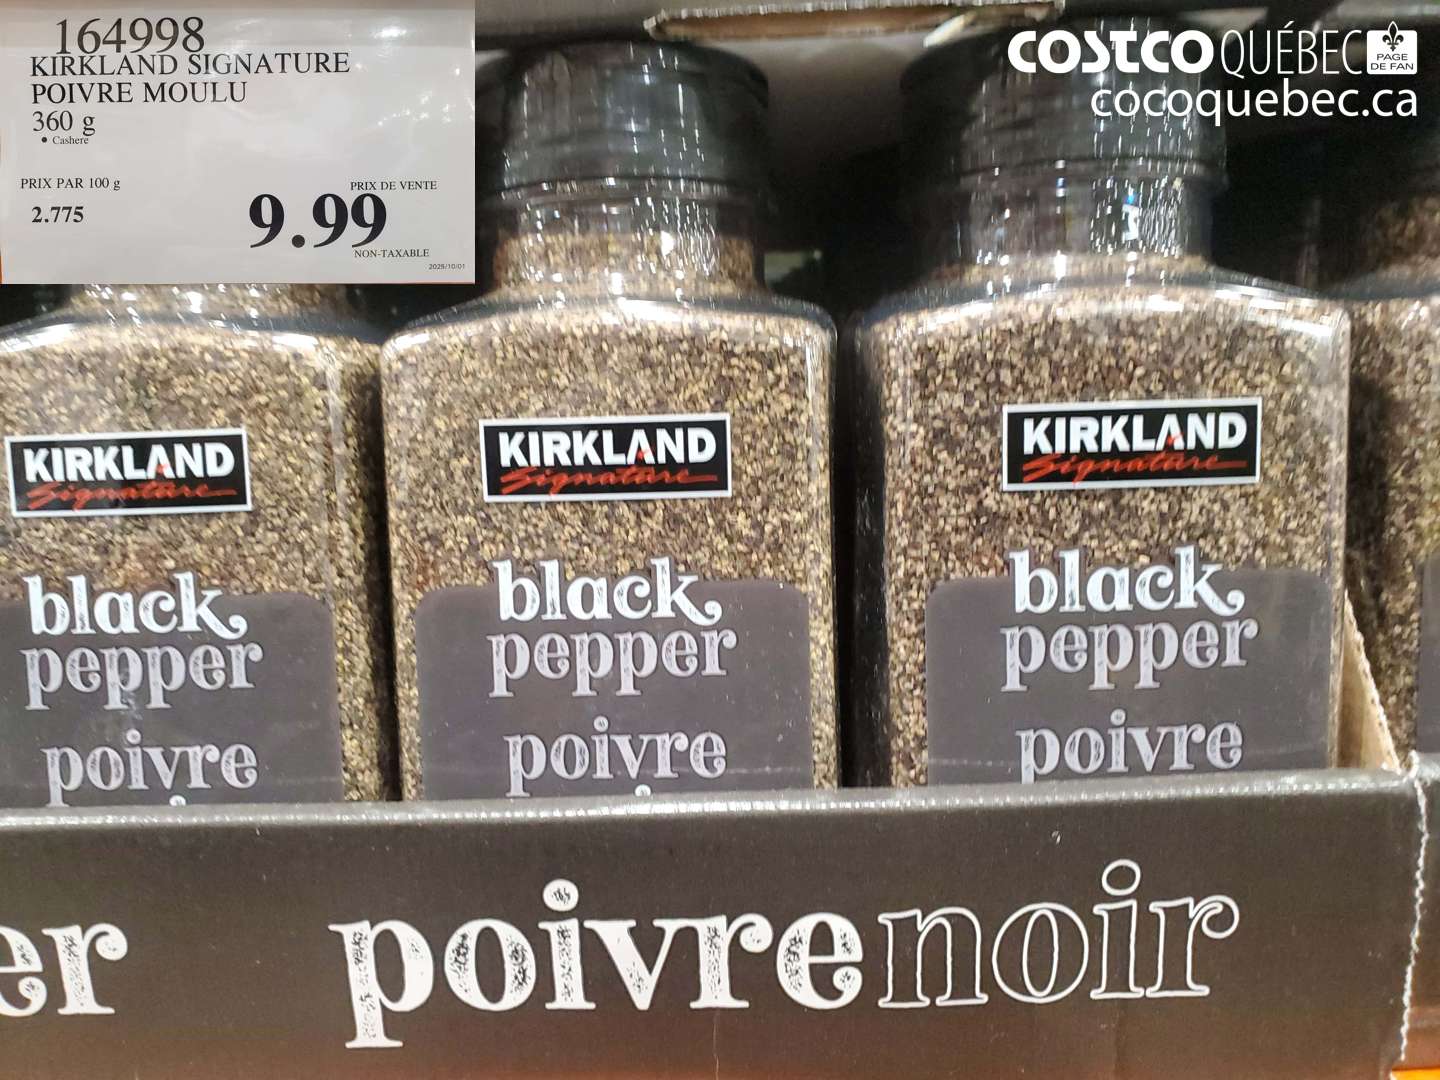 164998
KIRKLAND SIGNATURE
POIVRE MOULU
360 g
• Cashere
PRIX PAR 100 g
2.775
PRIX DE VENTE
9.99
NON-TAXABLE
2025/10/01
COSTCO QUÉBEC
PAGE
DE FAN
cocoquebec.ca
KIRKLAND
Signature
black
pepper
poivre
KIRKLAND
Signature
black
pepper
poivre
KIRKLAND
Signature
black
pepper
poivre
er
poivre noir